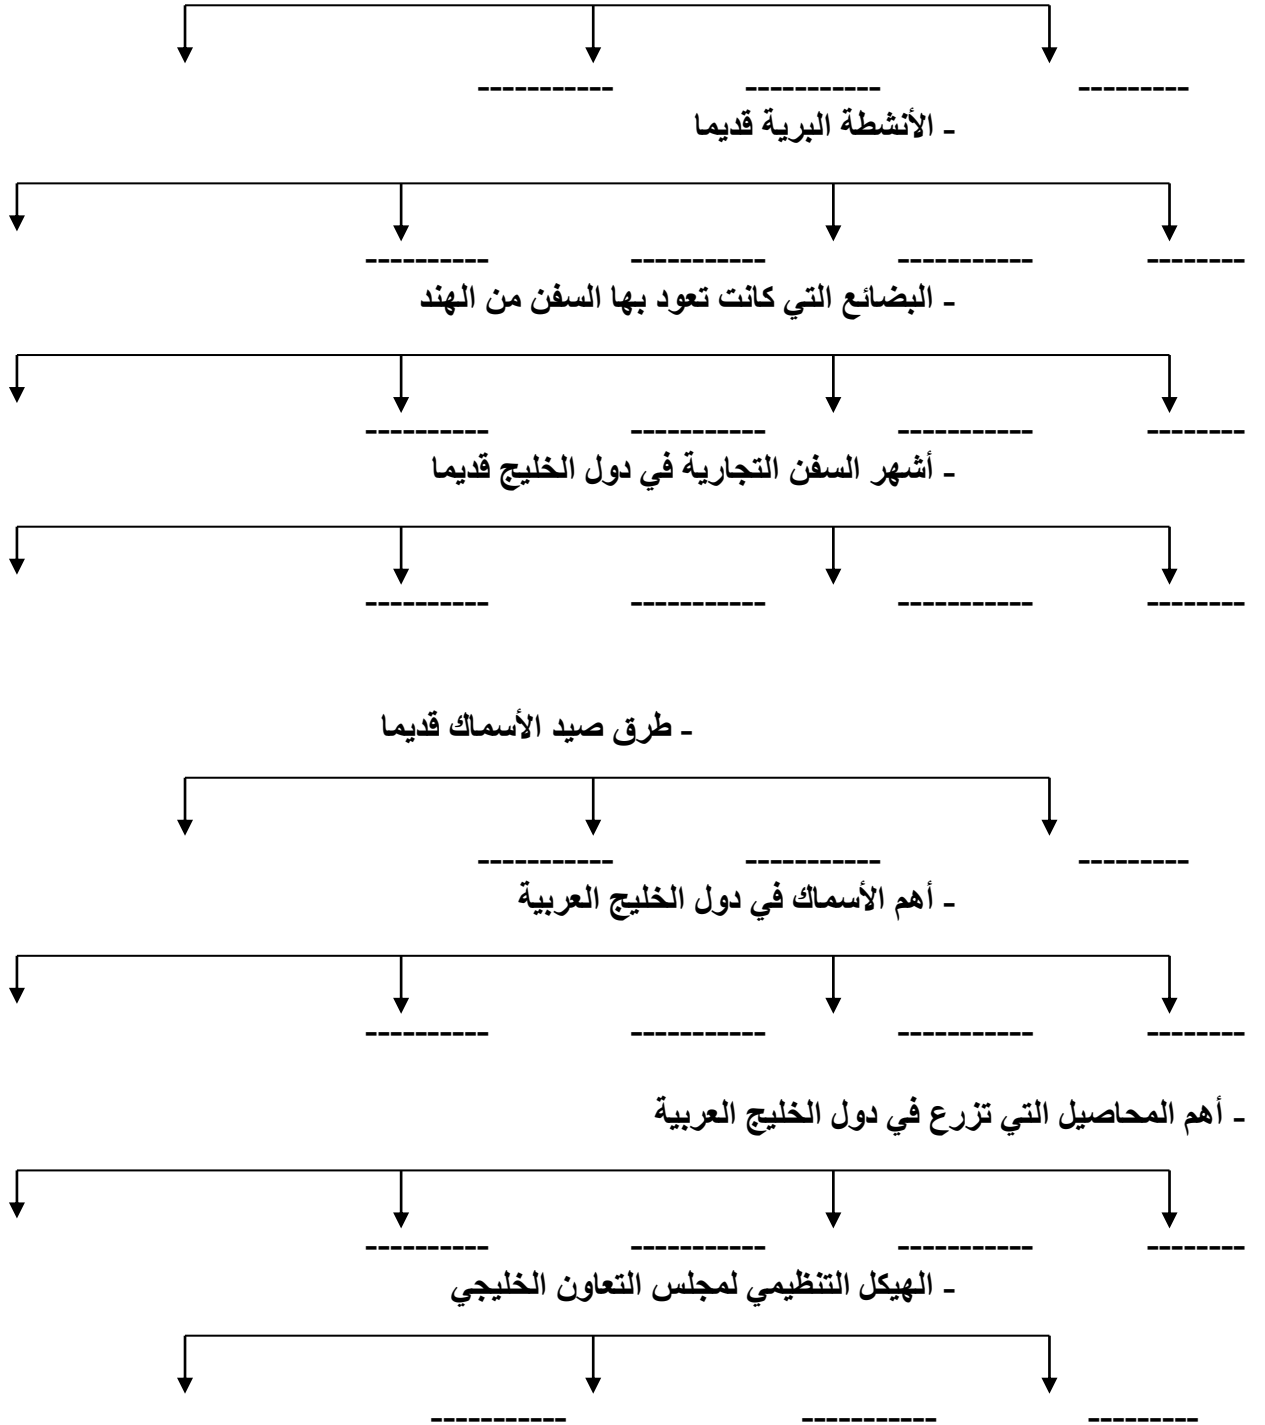 ----------- ----------- ---------
- الأنشطة البرية قديما
---------- ----------- ----------- --------
- البضائع التي كانت تعود بها السفن من الهند
---------- ----------- ----------- --------
- أشهر السفن التجارية في دول الخليج قديما
---------- ----------- ----------- --------
- طرق صيد الأسماك قديما
----------- ----------- ---------
- أهم الأسماك في دول الخليج العربية
---------- ----------- ----------- --------
- أهم المحاصيل التي تزرع في دول الخليج العربية
---------- ----------- ----------- --------
- الهيكل التنظيمي لمجلس التعاون الخليجي
----------- ----------- ---------